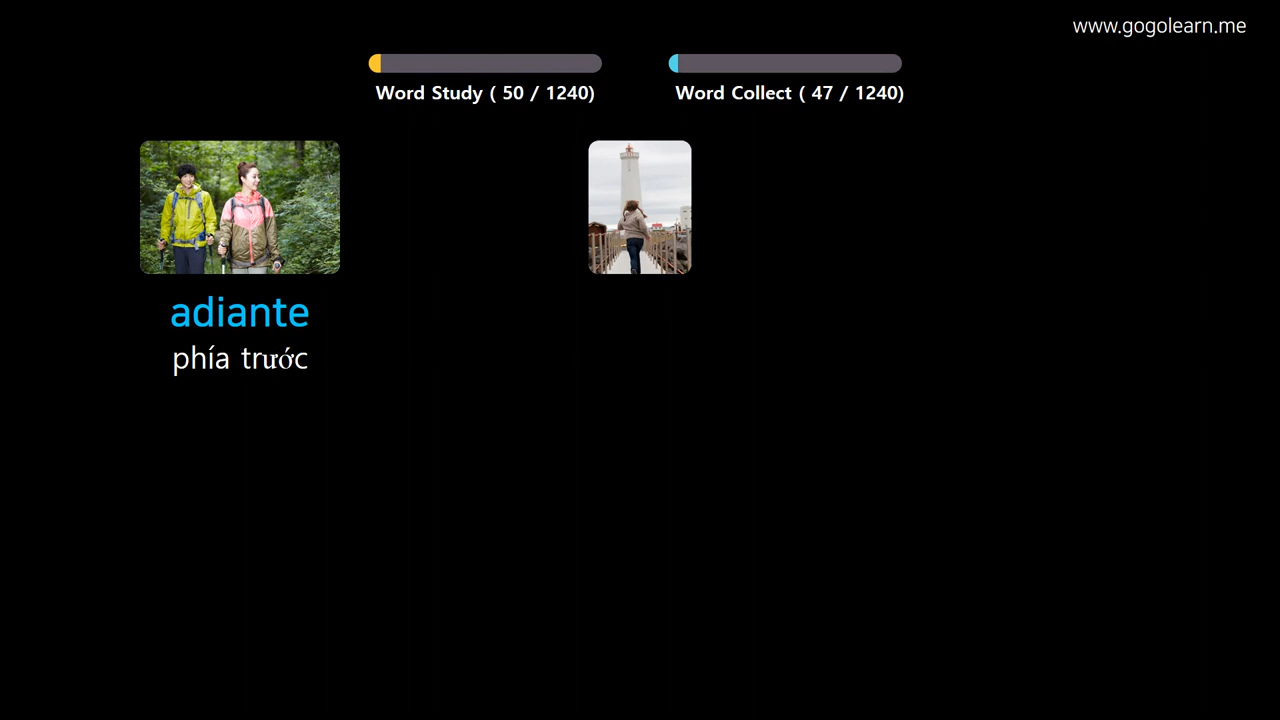 www.gogolearn.me
Word Study ( 50 / 1240)
Word Collect ( 47 / 1240)
adiante
phía trước